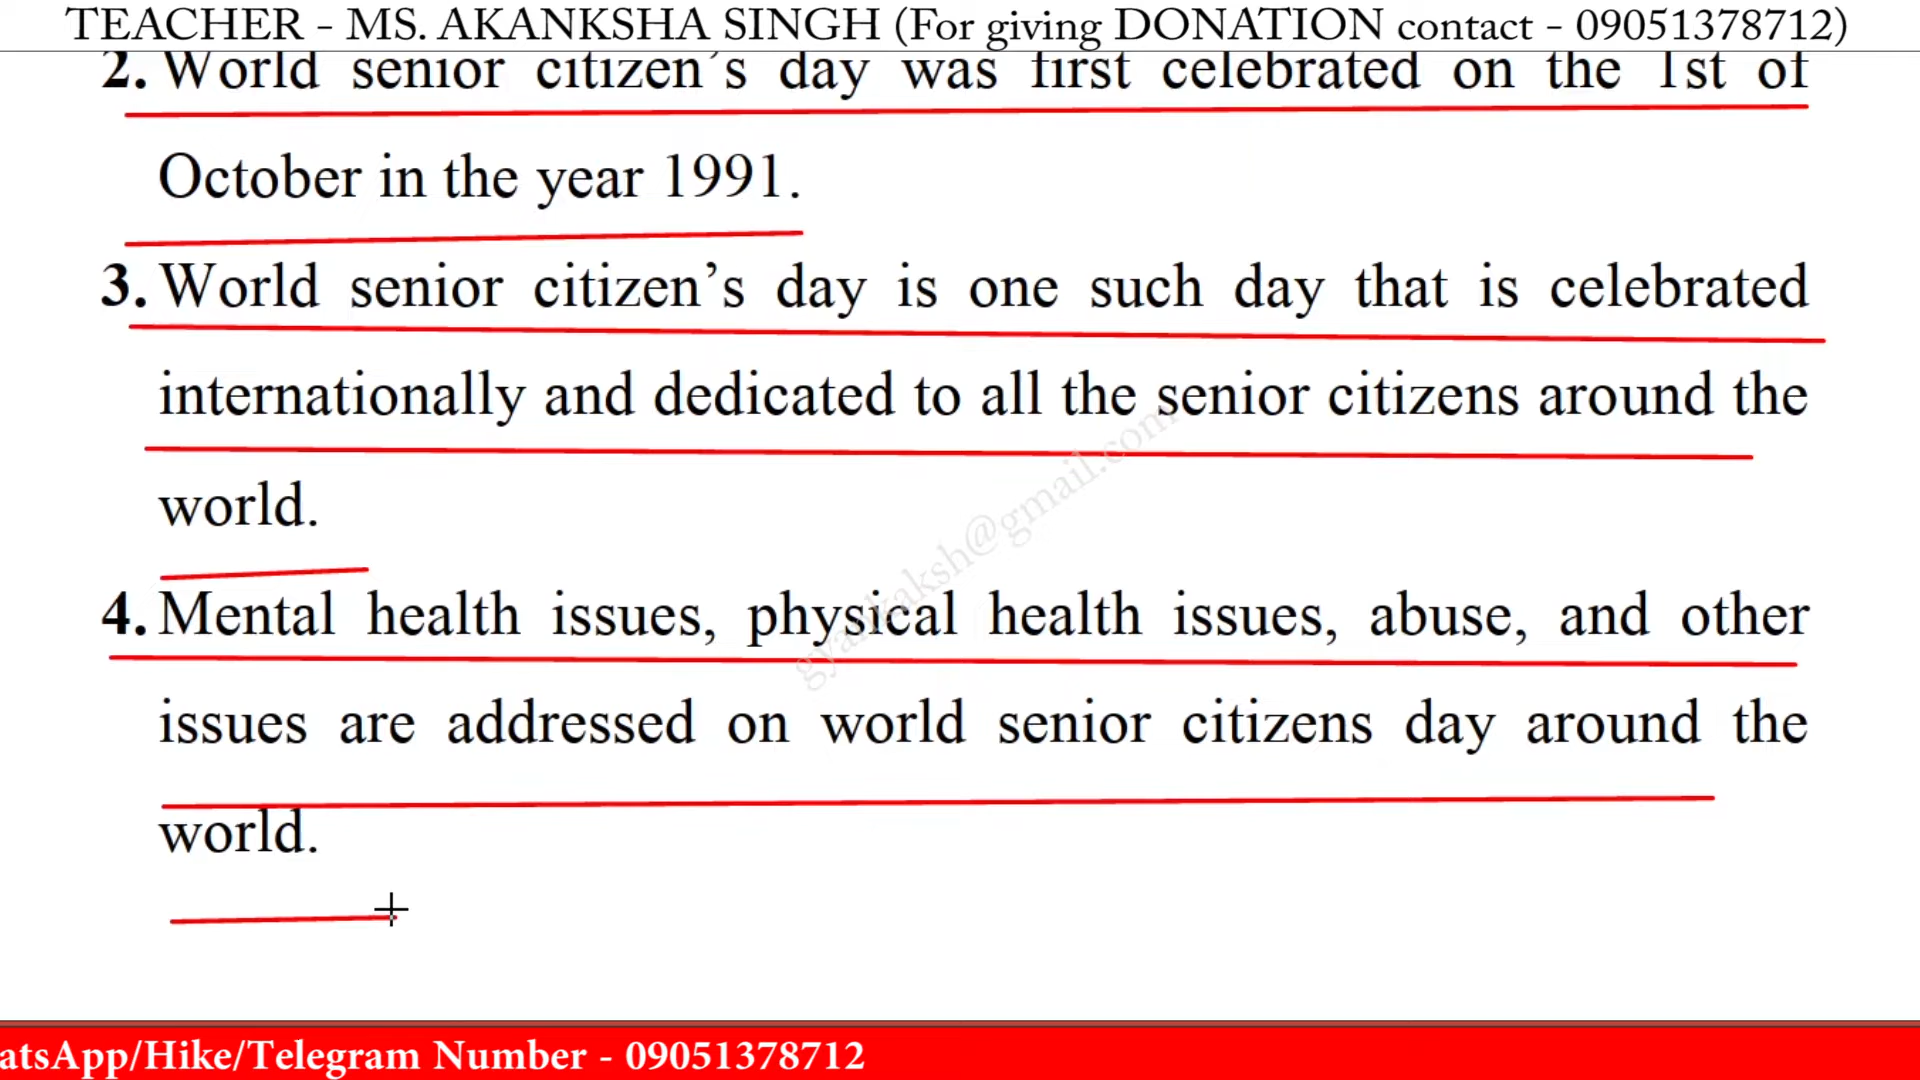 TEACHER - MS. AKANKSHA SINGH (For giving DONATION contact - 09051378712)
2. World senior citizen’s day was first celebrated on the 1st of
October in the year 1991.
3. World senior citizen’s day is one such day that is celebrated
internationally and dedicated to all the senior citizens around the
world.
4. Mental health issues, physical health issues, abuse, and other
issues are addressed on world senior citizens day around the
world.
gyankaksh@gmail.com
atsApp/Hike/Telegram Number - 09051378712